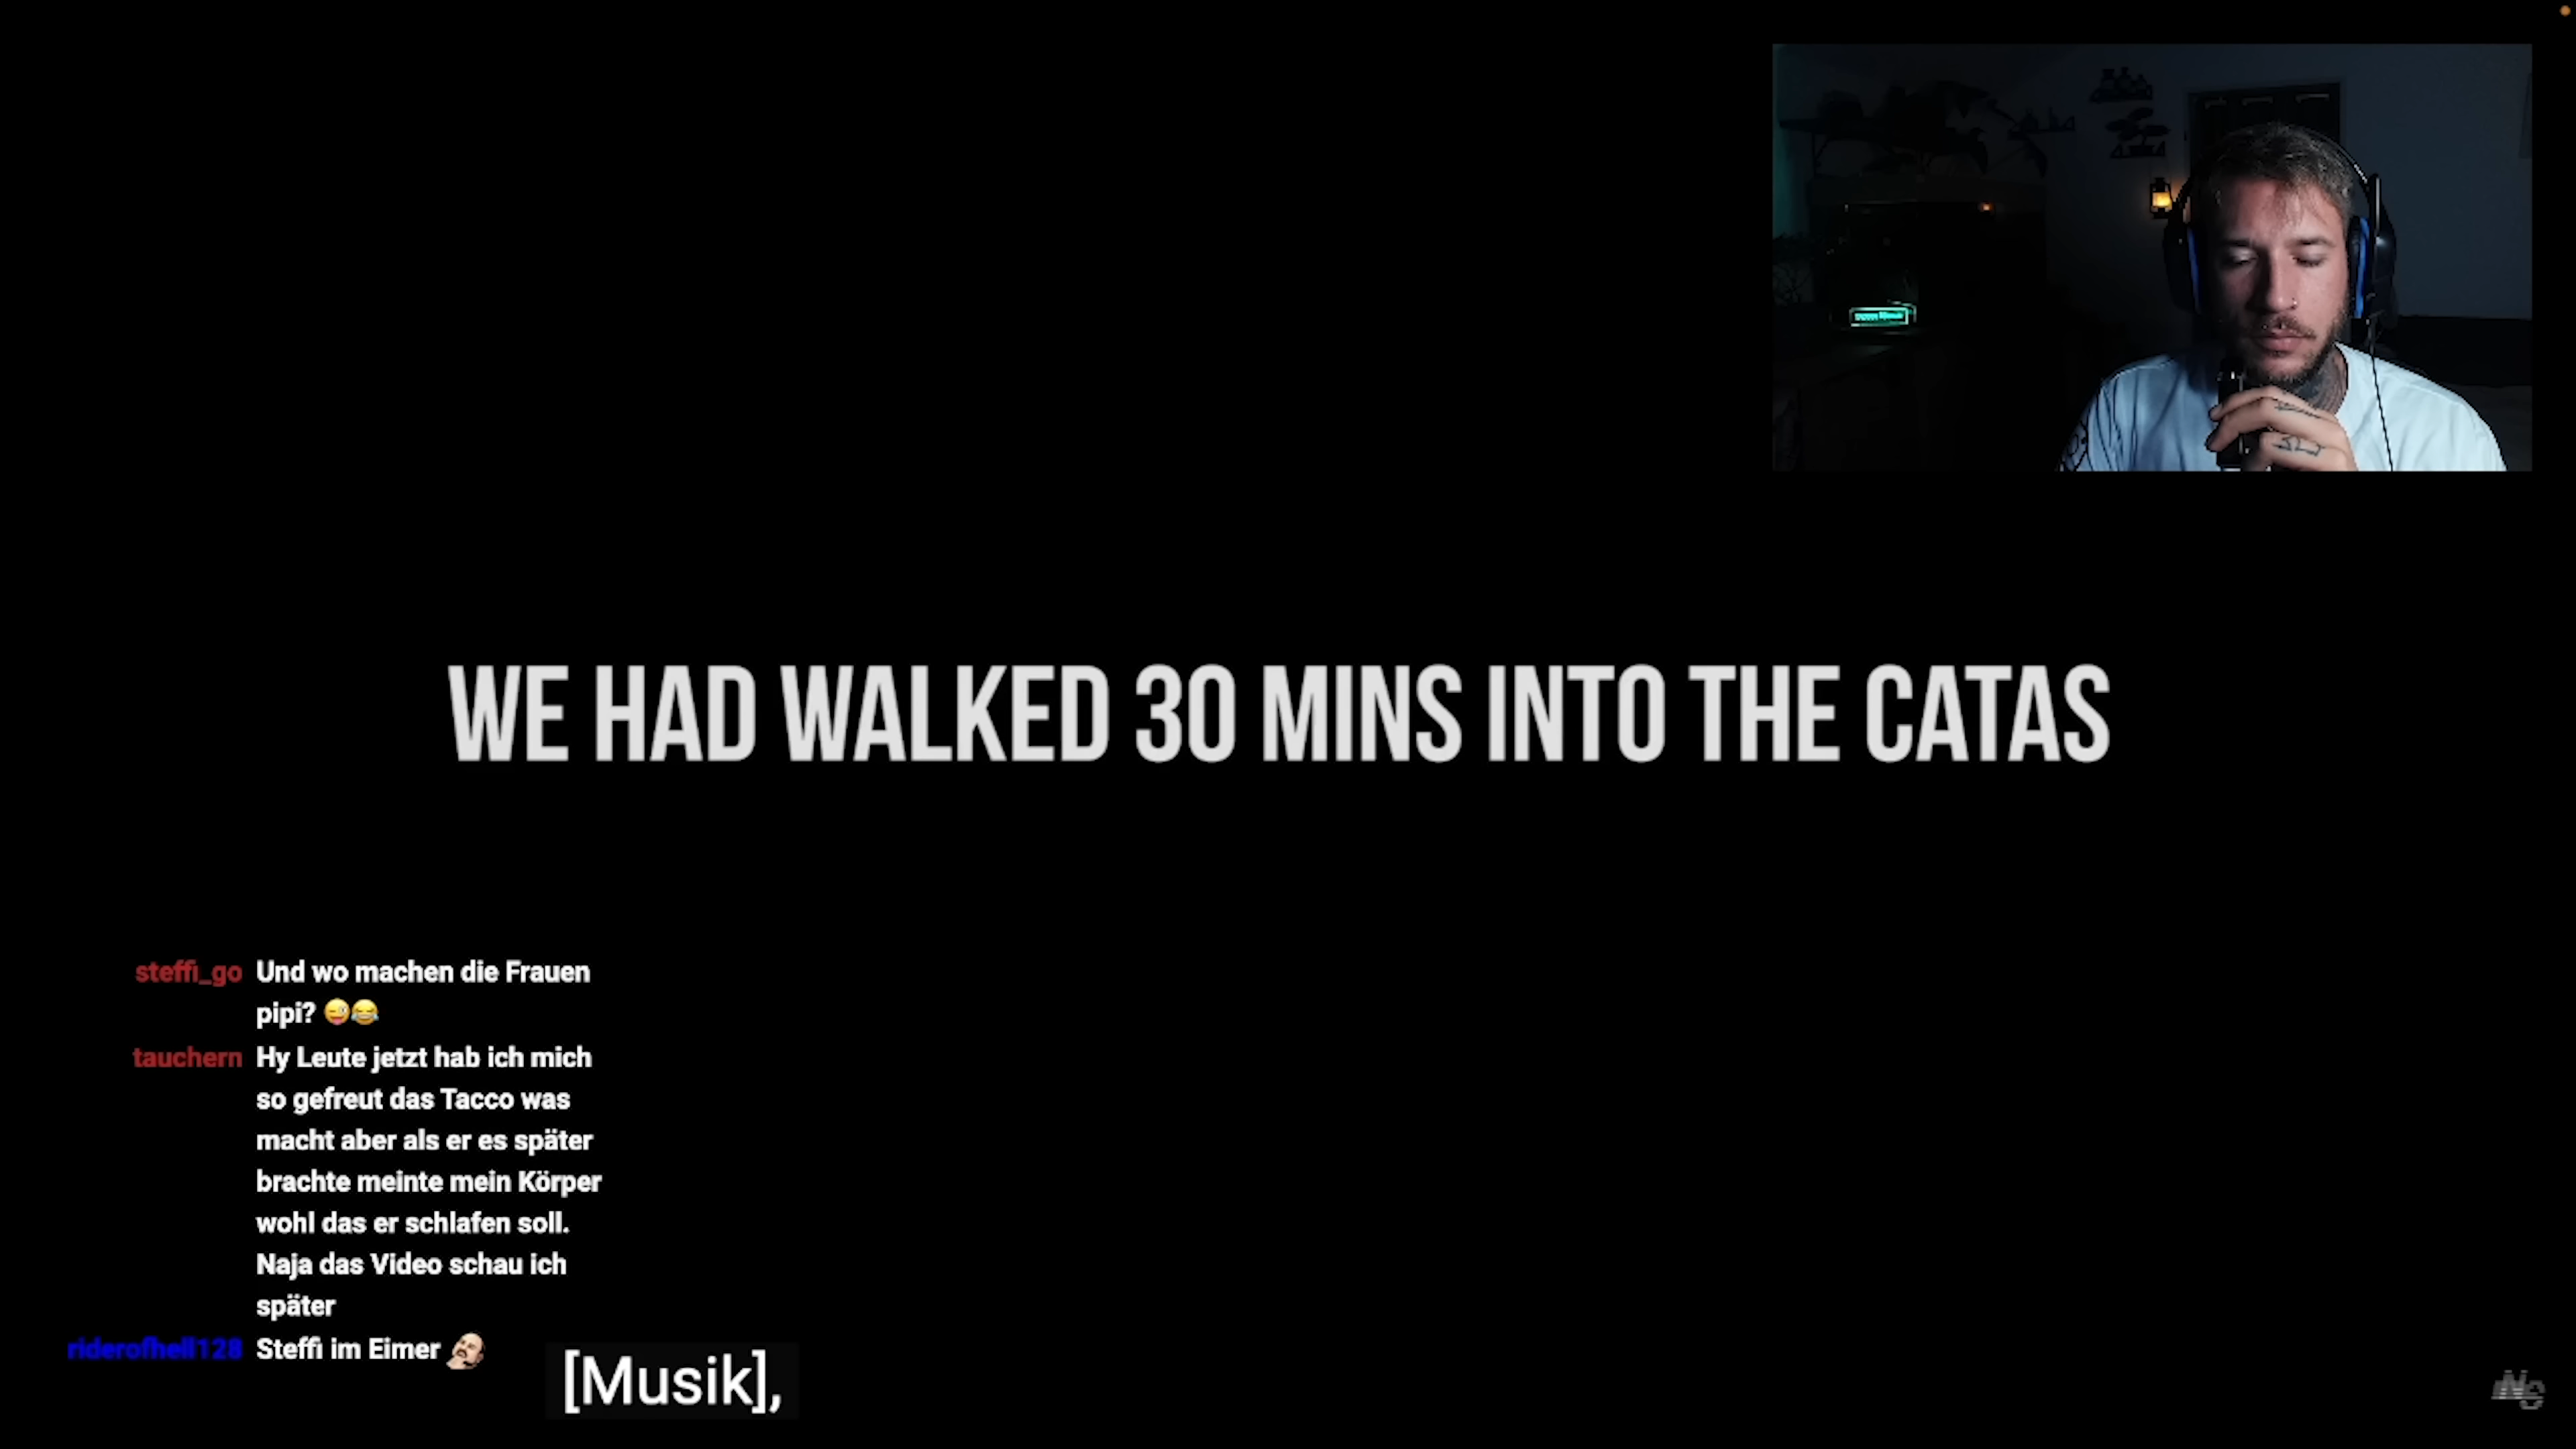 WE HAD WALKED 30 MINS INTO THE CATAS
steffi_go Und wo machen die Frauen
pipi? 😜😂
tauchern Hy Leute jetzt hab ich mich
so gefreut das Tacco was
macht aber als er es später
brachte meinte mein Körper
wohl das er schlafen soll.
Naja das Video schau ich
später
riderofhell128 Steffi im Eimer
[Musik],